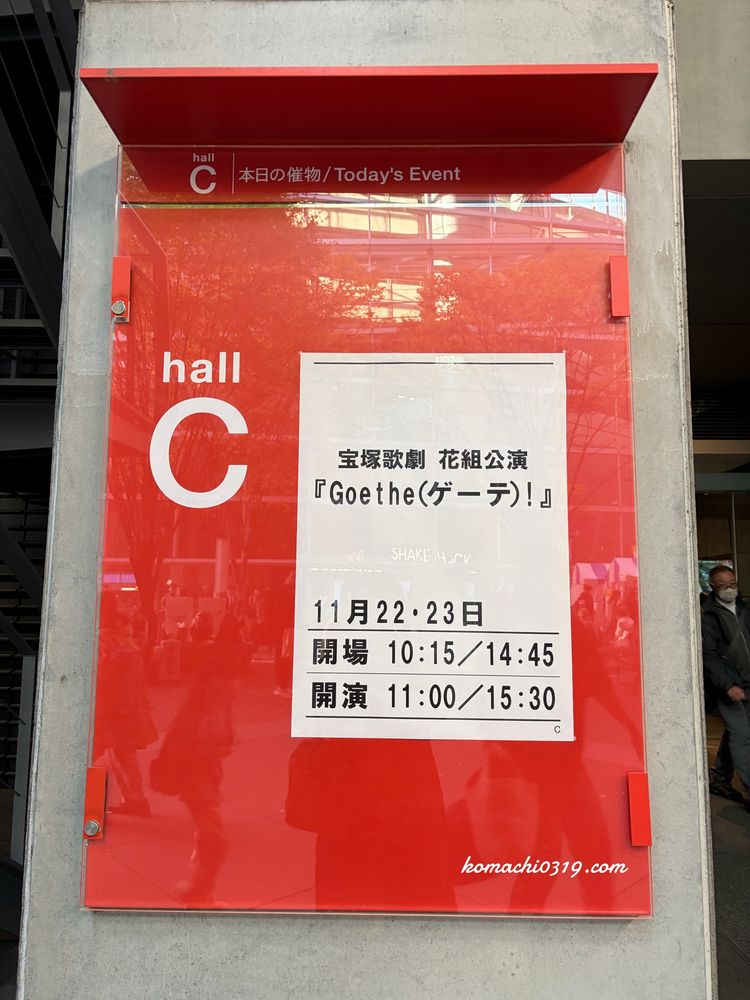 hall
C
本日の催物/Today's Event
hall
C
宝塚歌劇 花組公演
『Goethe(ゲーテ)!』
SHAKE
11月22・23日
開場 10:15/14:45
開演 11:00/15:30
C
komachi0319.com